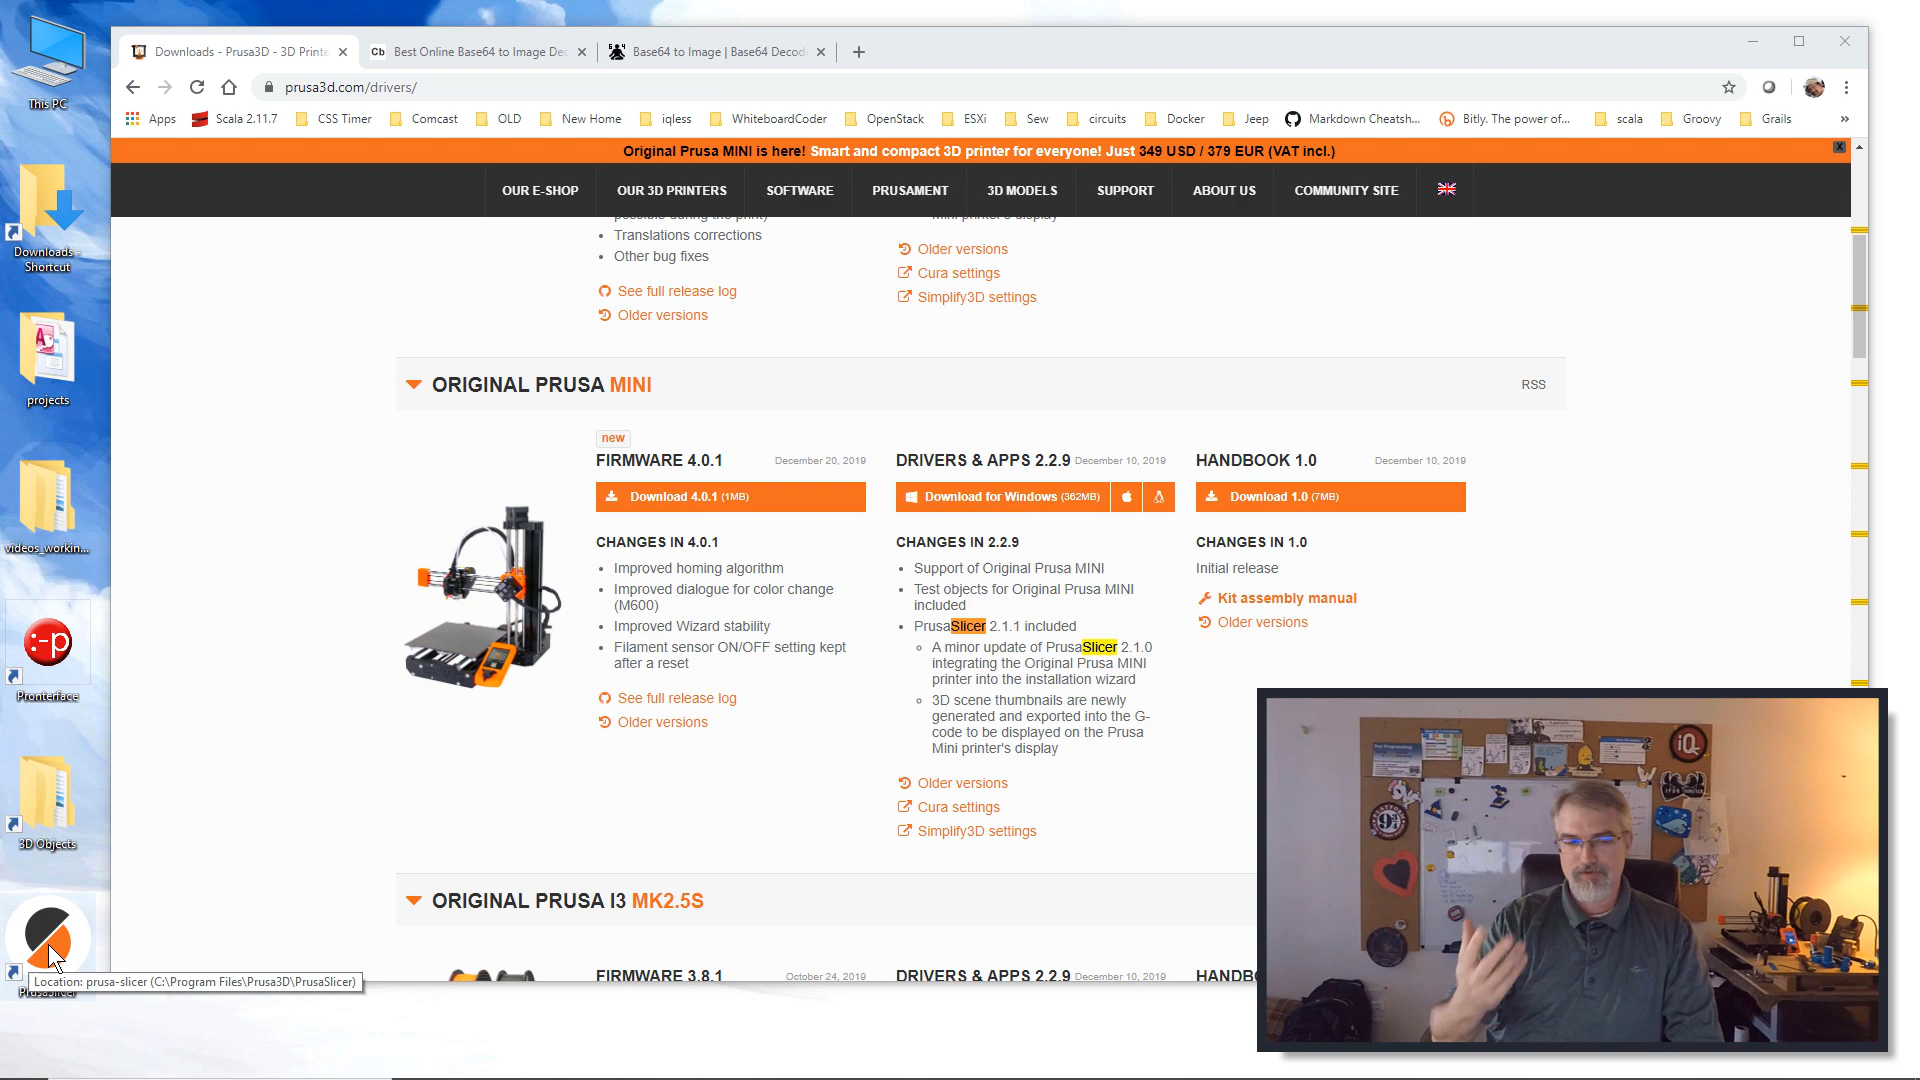 This PC
Downloads - Shortcut
projects
videos_workin...
:-p
Pronterface
3D Objects
Location: prusa-slicer (C:\Program Files\Prusa3D\PrusaSlicer)
PrusaSlicer
Downloads - Prusa3D - 3D Printe
Cb Best Online Base64 to Image Dec
Base64 to Image | Base64 Decod
prusa3d.com/drivers/
Apps Scala 2.11.7 CSS Timer Comcast OLD New Home iqless WhiteboardCoder OpenStack ESXi Sew circuits Docker Jeep Markdown Cheatsh... Bitly. The power of... scala Groovy Grails »
Original Prusa MINI is here! Smart and compact 3D printer for everyone! Just 349 USD / 379 EUR (VAT incl.) X
OUR E-SHOP OUR 3D PRINTERS SOFTWARE PRUSAMENT 3D MODELS SUPPORT ABOUT US COMMUNITY SITE
possible during the print)
Translations corrections
Other bug fixes
See full release log
Older versions
Mini printer's display
Older versions
Cura settings
Simplify3D settings
ORIGINAL PRUSA MINI RSS
new
FIRMWARE 4.0.1 December 20, 2019
Download 4.0.1 (1MB)
CHANGES IN 4.0.1
Improved homing algorithm
Improved dialogue for color change
(M600)
Improved Wizard stability
Filament sensor ON/OFF setting kept
after a reset
See full release log
Older versions
DRIVERS & APPS 2.2.9 December 10, 2019
Download for Windows (362MB)
CHANGES IN 2.2.9
Support of Original Prusa MINI
Test objects for Original Prusa MINI
included
PrusaSlicer 2.1.1 included
A minor update of PrusaSlicer 2.1.0
integrating the Original Prusa MINI
printer into the installation wizard
3D scene thumbnails are newly
generated and exported into the G-
code to be displayed on the Prusa
Mini printer's display
Older versions
Cura settings
Simplify3D settings
HANDBOOK 1.0 December 10, 2019
Download 1.0 (7MB)
CHANGES IN 1.0
Initial release
Kit assembly manual
Older versions
ORIGINAL PRUSA I3 MK2.5S
FIRMWARE 3.8.1 October 24, 2019
DRIVERS & APPS 2.2.9 December 10, 2019
HANDB
iQ
9¾